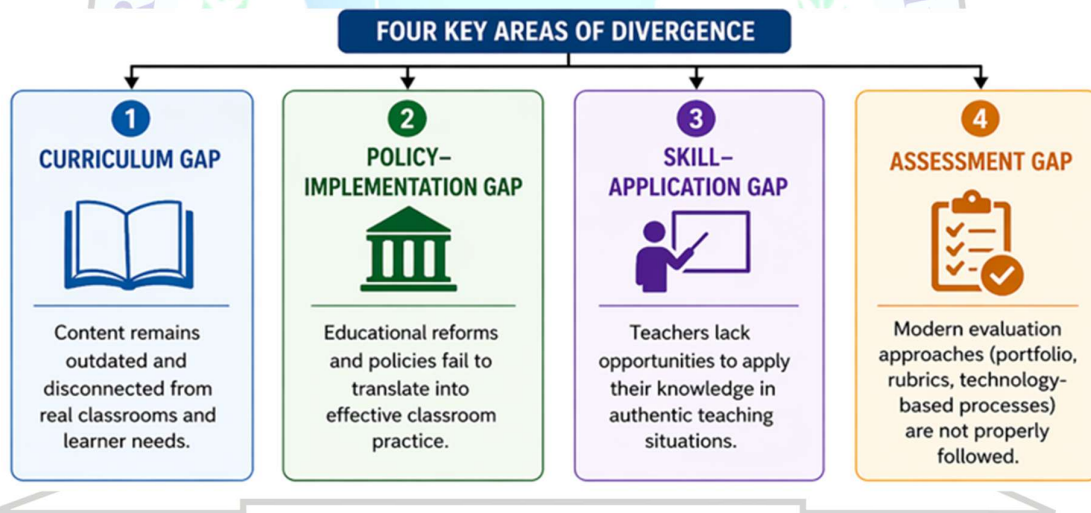 FOUR KEY AREAS OF DIVERGENCE
1
CURRICULUM GAP
Content remains
outdated and
disconnected from
real classrooms and
learner needs.
2
POLICY–
IMPLEMENTATION GAP
Educational reforms
and policies fail to
translate into
effective classroom
practice.
3
SKILL–
APPLICATION GAP
Teachers lack
opportunities to apply
their knowledge in
authentic teaching
situations.
4
ASSESSMENT GAP
Modern evaluation
approaches (portfolio,
rubrics, technology-
based processes)
are not properly
followed.